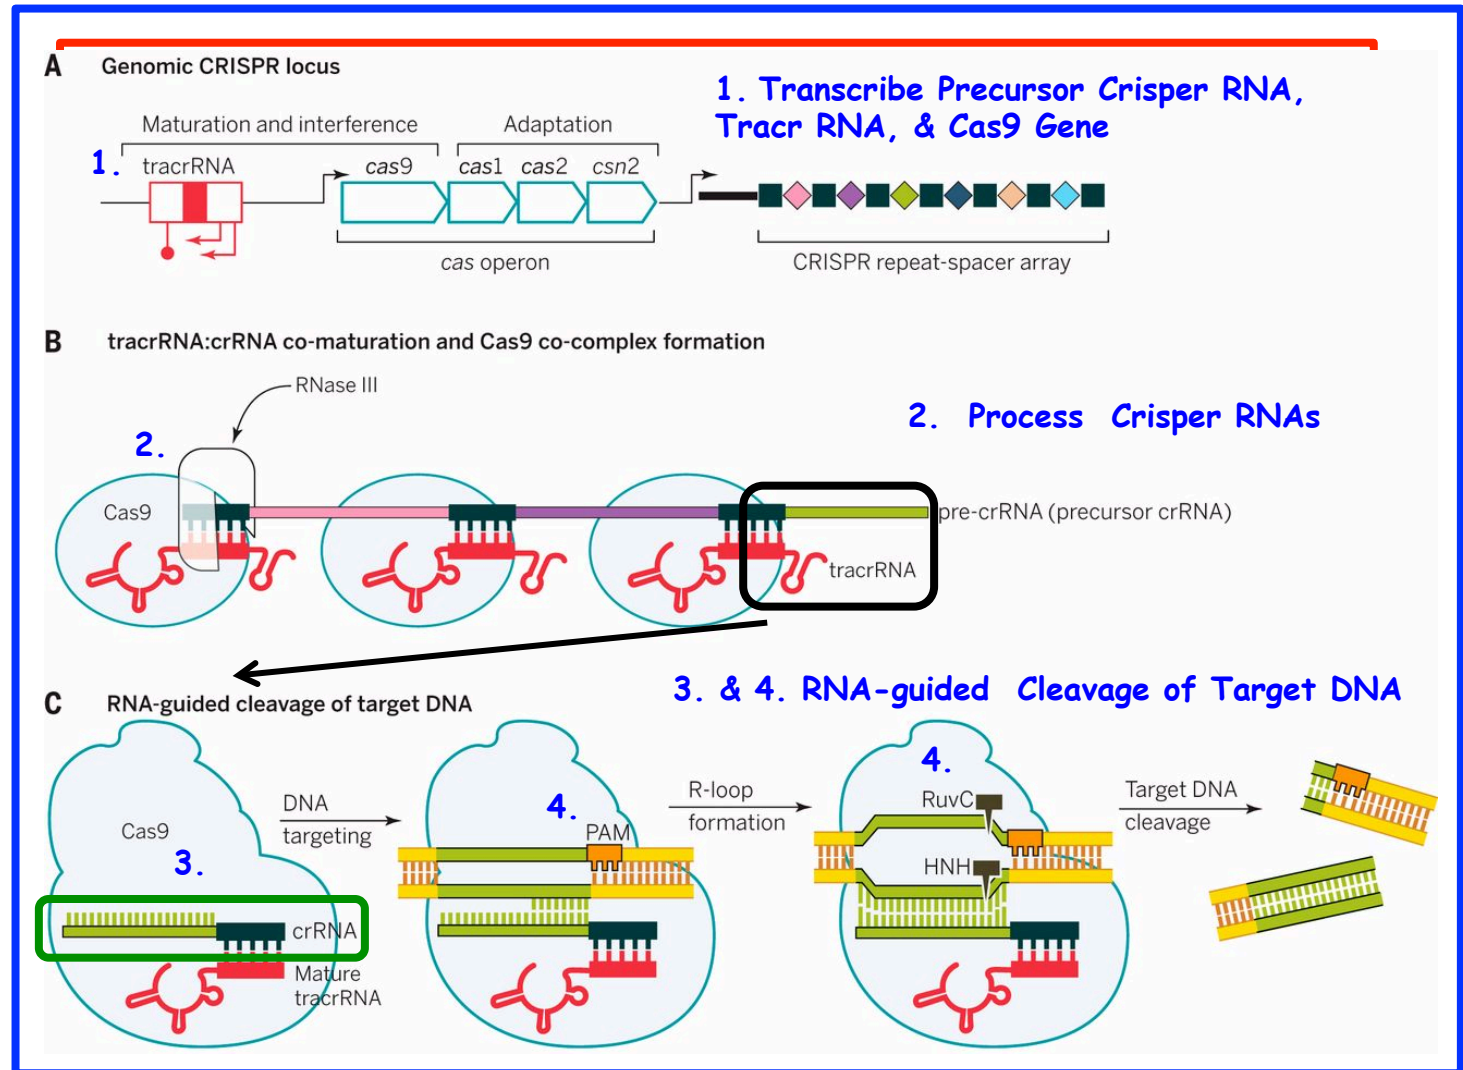 A Genomic CRISPR locus
1. Transcribe Precursor Crisper RNA,
Tracr RNA, & Cas9 Gene
Maturation and interference
Adaptation
1.
tracrRNA
cas9
cas1
cas2
csn2
cas operon
CRISPR repeat-spacer array
B tracrRNA:crRNA co-maturation and Cas9 co-complex formation
RNase III
2. Process Crisper RNAs
2.
Cas9
pre-crRNA (precursor crRNA)
tracrRNA
3. & 4. RNA-guided Cleavage of Target DNA
C RNA-guided cleavage of target DNA
Cas9
3.
crRNA
Mature
tracrRNA
DNA
targeting
4.
PAM
R-loop
formation
4.
RuvC
HNH
Target DNA
cleavage